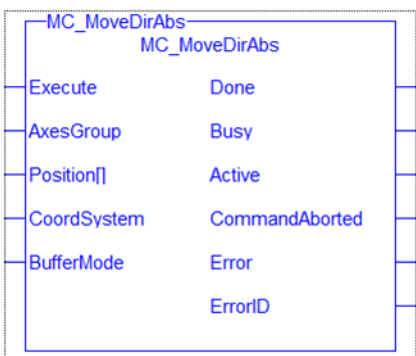 MC_MoveDirAbs
MC_MoveDirAbs
Execute Done
AxesGroup Busy
Position[] Active
CoordSystem CommandAborted
BufferMode Error
ErrorID